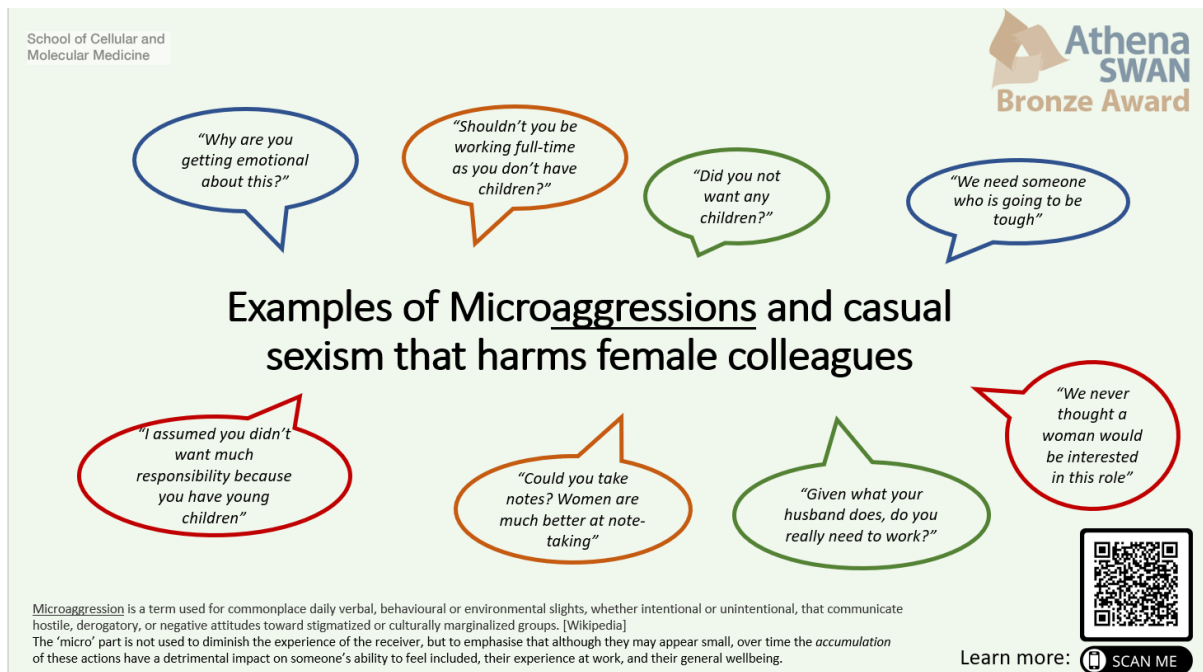 School of Cellular and
Molecular Medicine
Athena
SWAN
Bronze Award
“Why are you
getting emotional
about this?”
“Shouldn’t you be
working full-time
as you don’t have
children?”
“Did you not
want any
children?”
“We need someone
who is going to be
tough”
Examples of Microaggressions and casual
sexism that harms female colleagues
“I assumed you didn’t
want much
responsibility because
you have young
children”
“Could you take
notes? Women are
much better at note-
taking”
“Given what your
husband does, do you
really need to work?”
“We never
thought a
woman would
be interested
in this role”
Microaggression is a term used for commonplace daily verbal, behavioural or environmental slights, whether intentional or unintentional, that communicate
hostile, derogatory, or negative attitudes toward stigmatized or culturally marginalized groups. [Wikipedia]
The ‘micro’ part is not used to diminish the experience of the receiver, but to emphasise that although they may appear small, over time the accumulation
of these actions have a detrimental impact on someone’s ability to feel included, their experience at work, and their general wellbeing.
Learn more:
SCAN ME